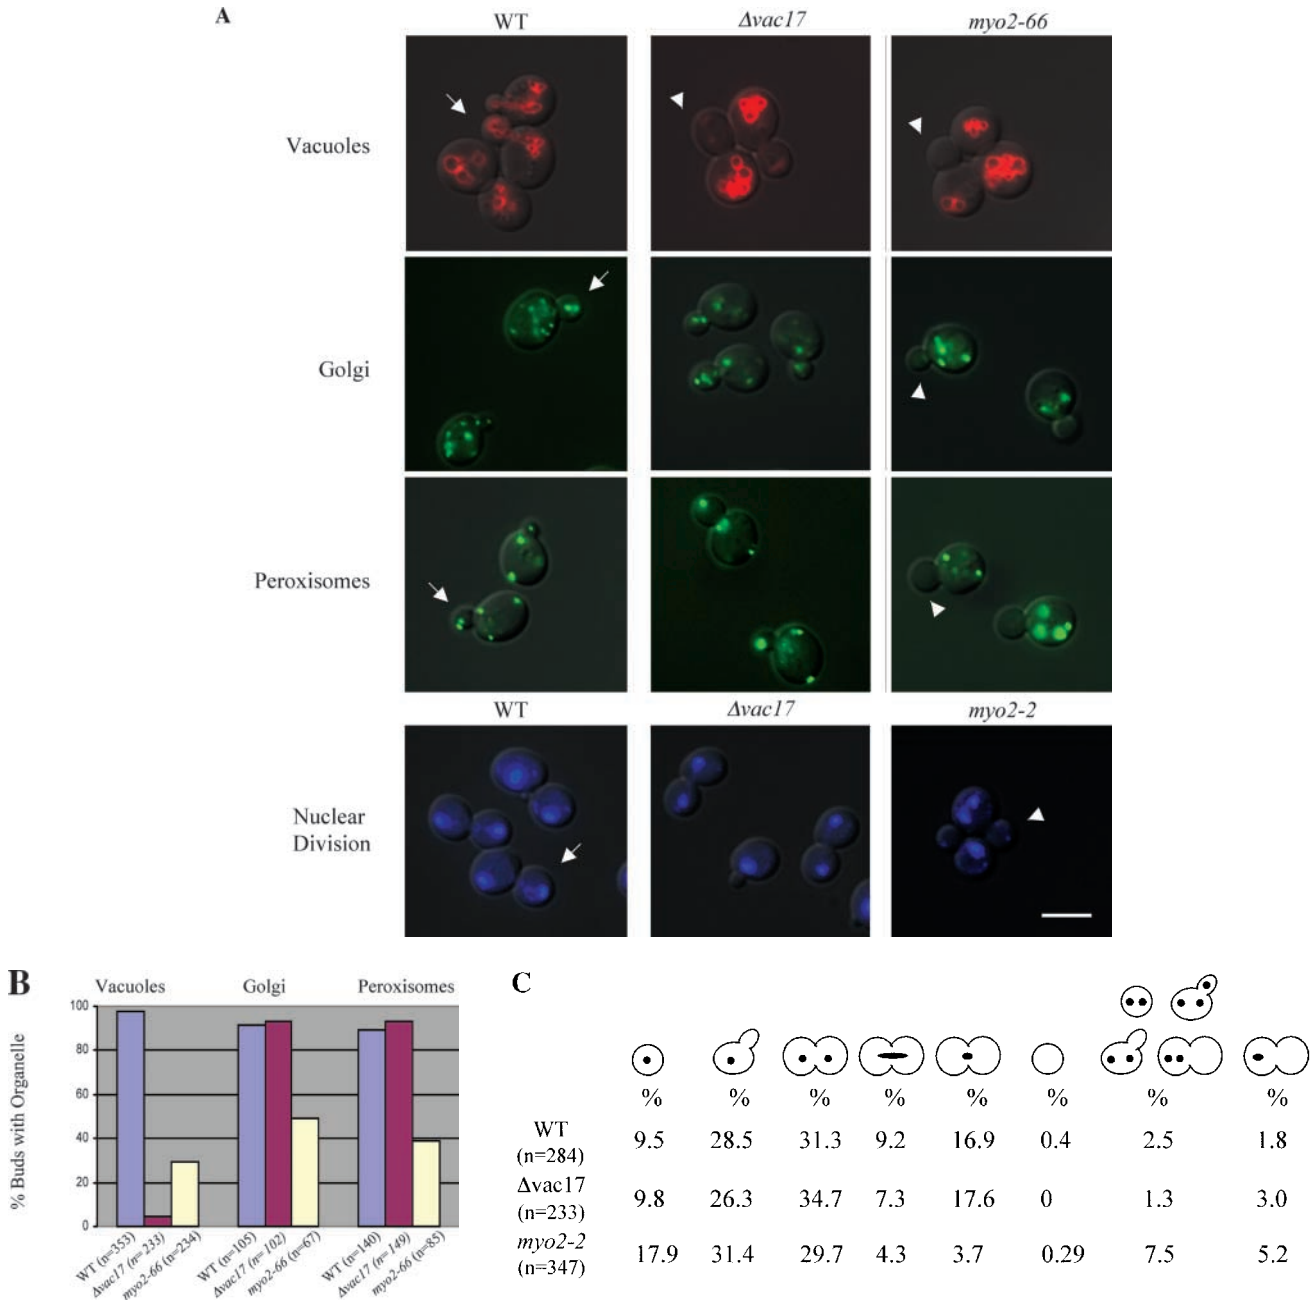 A
WT
Δvac17
myo2-66
Vacuoles
Golgi
Peroxisomes
WT
Δvac17
myo2-2
Nuclear
Division
B
Vacuoles
Golgi
Peroxisomes
% Buds with Organelle
100
80
60
40
20
0
WT (n=353)
Δvac17 (n= 233)
myo2-66 (n=234)
WT (n=105)
Δvac17 (n= 102)
myo2-66 (n=67)
WT (n=140)
Δvac17 (n= 149)
myo2-66 (n=85)
C
% % % % % % % %
WT 9.5 28.5 31.3 9.2 16.9 0.4 2.5 1.8
(n=284)
Δvac17 9.8 26.3 34.7 7.3 17.6 0 1.3 3.0
(n=233)
myo2-2 17.9 31.4 29.7 4.3 3.7 0.29 7.5 5.2
(n=347)